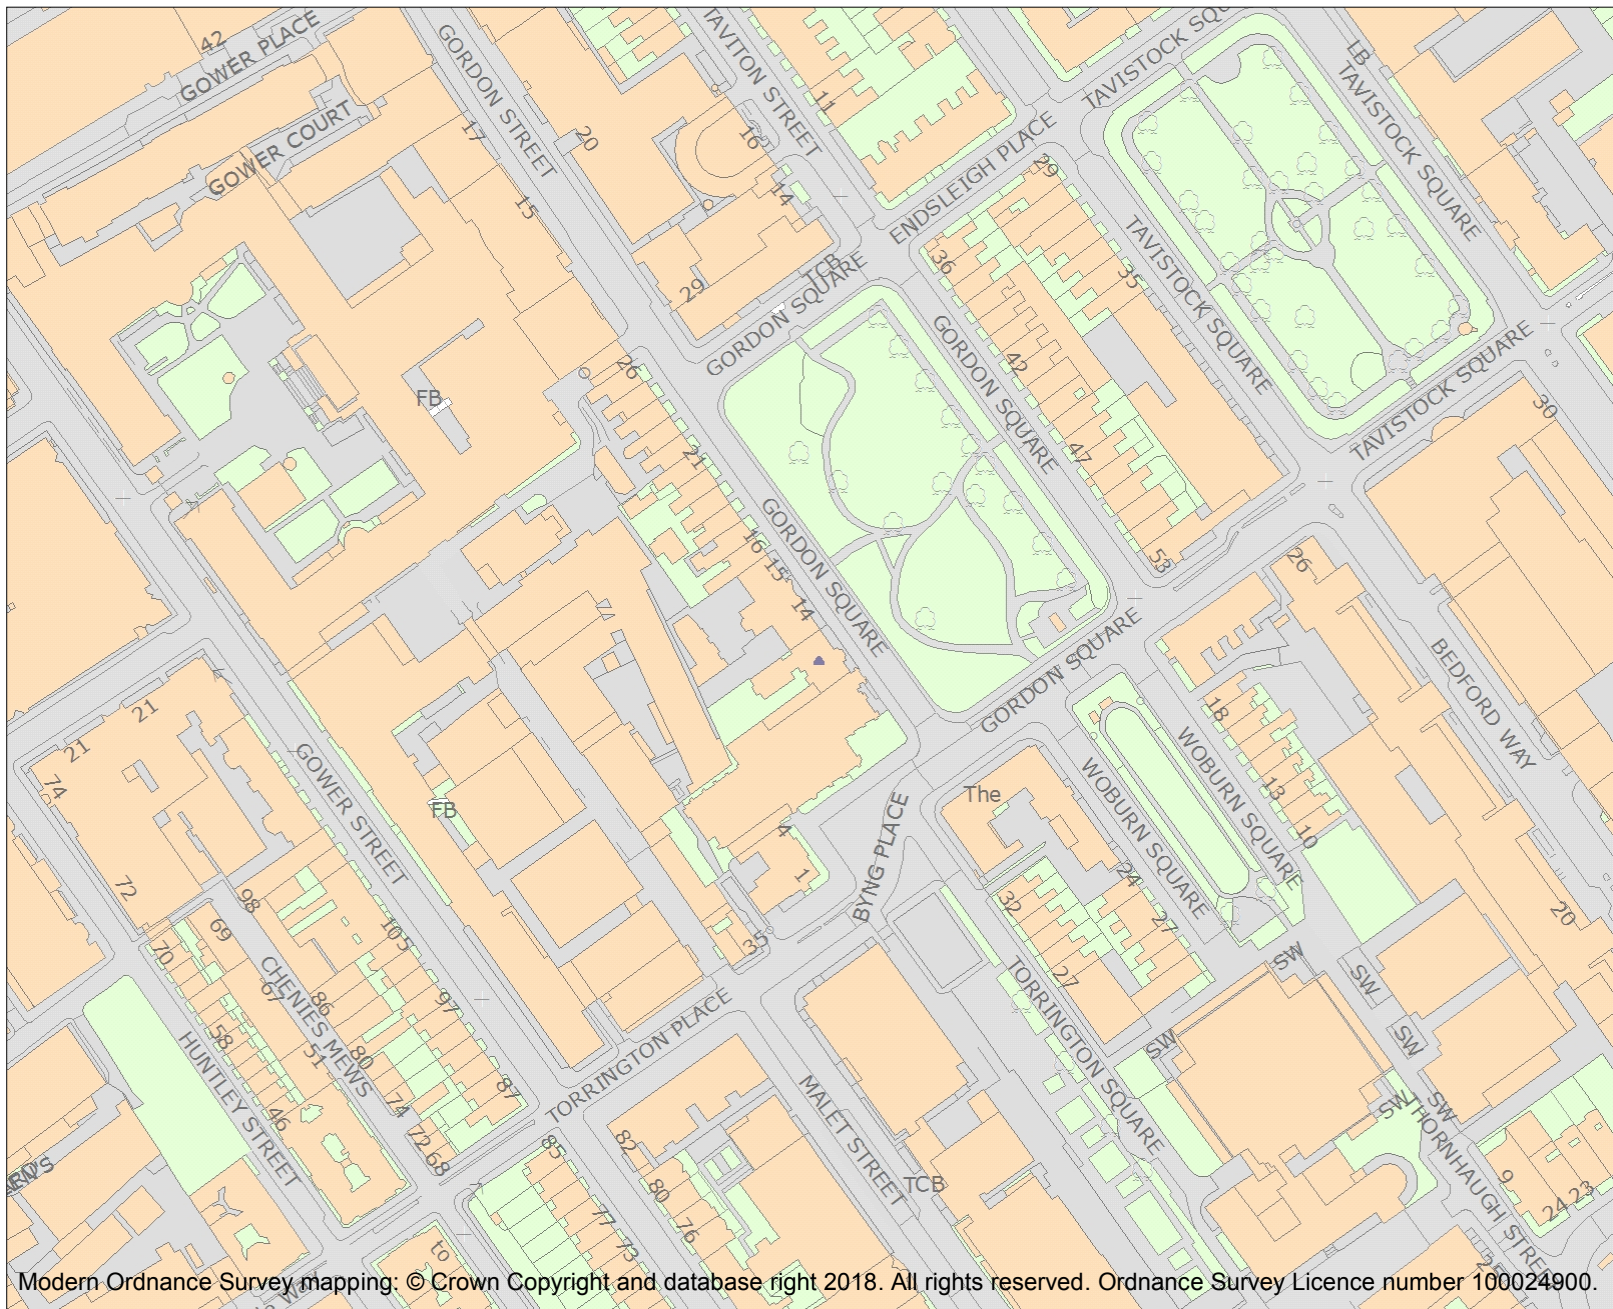 42
GOWER PLACE
GORDON STREET
TAVITON STREET
TAVISTOCK SQU
LB
TAVISTOCK SQUARE
GOWER COURT
17
20
16
11
ENDSLEIGH PLACE
29
15
14
36
35
TAVISTOCK SQUARE
TCB
GORDON SQUARE
29
GORDON SQUARE
42
TAVISTOCK SQUARE
26
FB
21
47
30
16
15
14
GORDON SQUARE
53
26
GORDON SQUARE
BEDFORD WAY
21
21
74
GOWER STREET
18
WOBURN SQUARE
WOBURN SQUARE
13
10
FB
The
4
1
BYNG PLACE
24
27
72
98
69
70
105
35
32
27
20
CHENIES MEWS
67
86
97
TORRINGTON PLACE
TORRINGTON SQUARE
SW
SW
SW
SW
SW
SW
58
51
80
HUNTLEY STREET
46
74
87
72
68
85
82
80
76
77
73
MALET STREET
TCB
THORNHAUGH STREE
9
24
23
to
Way
Modern Ordnance Survey mapping: © Crown Copyright and database right 2018. All rights reserved. Ordnance Survey Licence number 100024900.